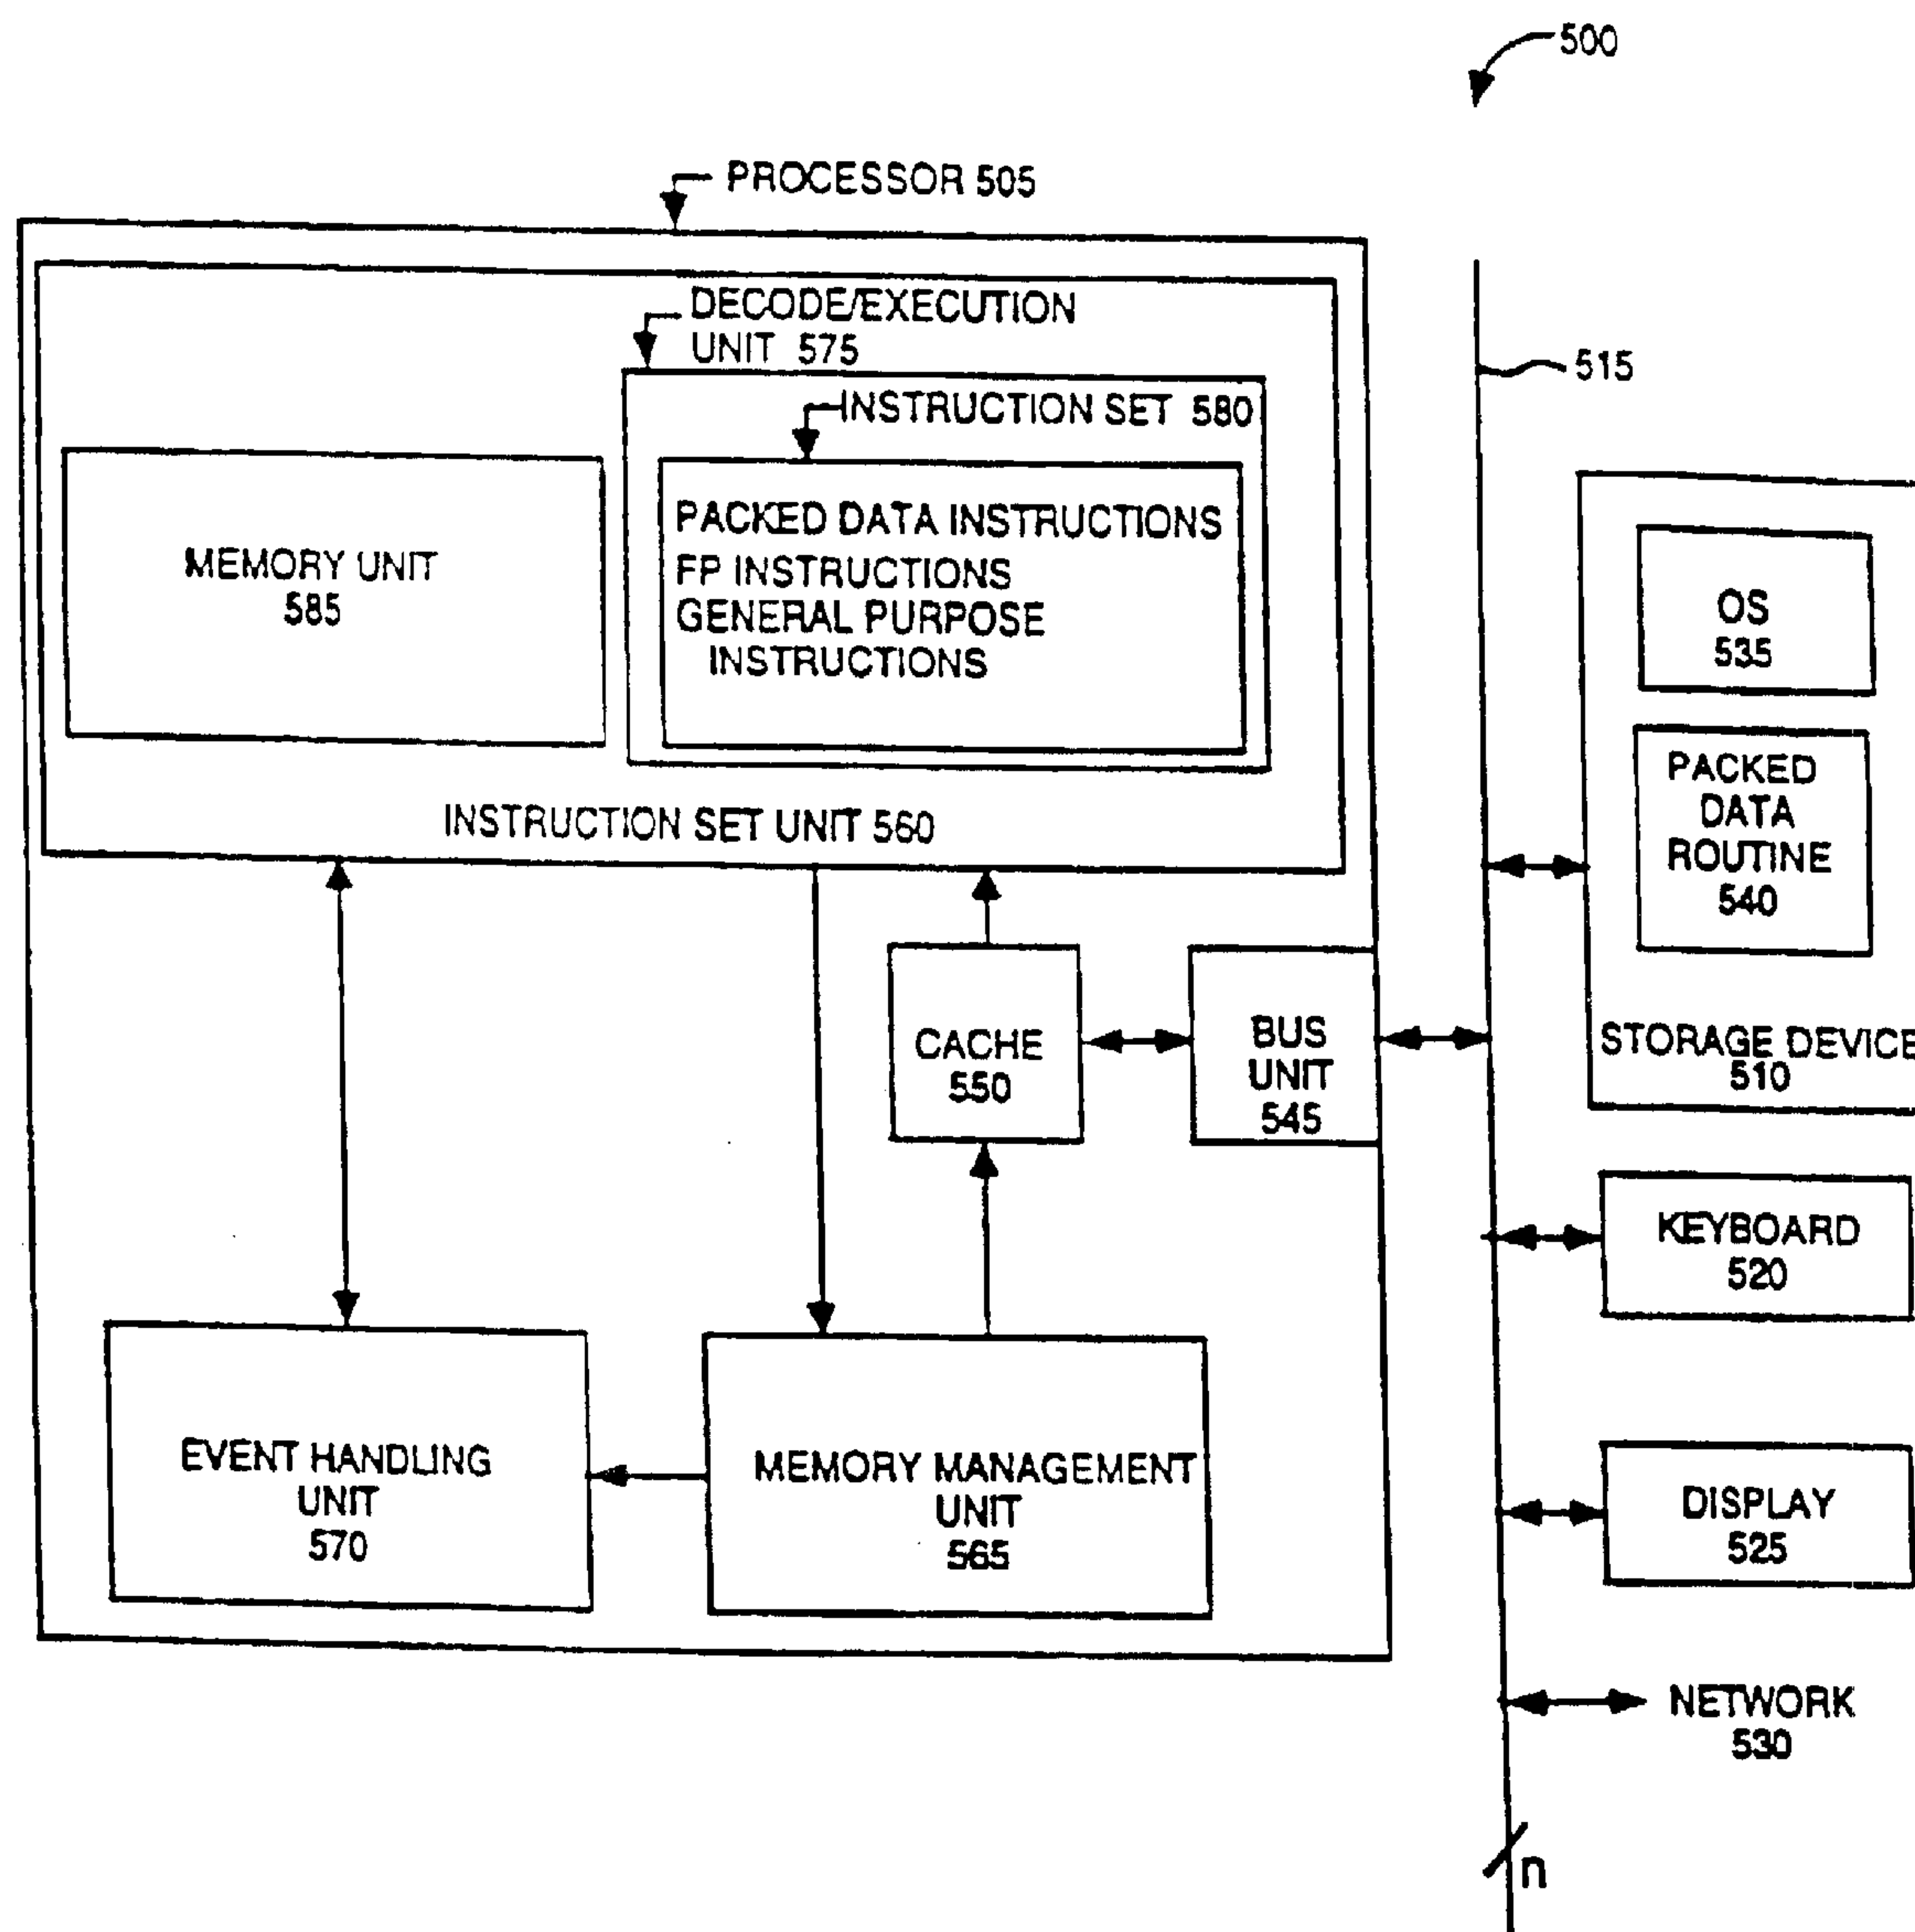 500
PROCESSOR 505
DECODE/EXECUTION
UNIT 575
515
INSTRUCTION SET 580
PACKED DATA INSTRUCTIONS
FP INSTRUCTIONS
GENERAL PURPOSE
INSTRUCTIONS
MEMORY UNIT
585
INSTRUCTION SET UNIT 560
OS
535
PACKED
DATA
ROUTINE
540
STORAGE DEVICE
510
CACHE
550
BUS
UNIT
545
KEYBOARD
520
EVENT HANDLING
UNIT
570
MEMORY MANAGEMENT
UNIT
565
DISPLAY
525
NETWORK
530
n